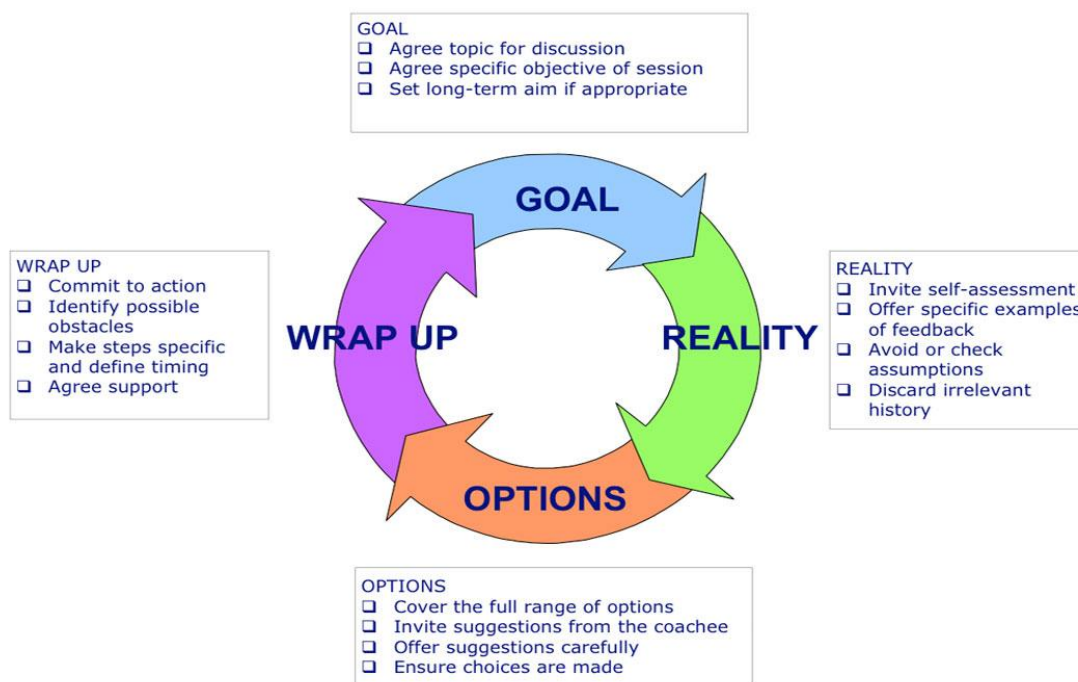 GOAL
❑ Agree topic for discussion
❑ Agree specific objective of session
❑ Set long-term aim if appropriate
GOAL
WRAP UP
❑ Commit to action
❑ Identify possible
obstacles
❑ Make steps specific
and define timing
❑ Agree support
WRAP UP
REALITY
REALITY
❑ Invite self-assessment
❑ Offer specific examples
of feedback
❑ Avoid or check
assumptions
❑ Discard irrelevant
history
OPTIONS
OPTIONS
❑ Cover the full range of options
❑ Invite suggestions from the coachee
❑ Offer suggestions carefully
❑ Ensure choices are made